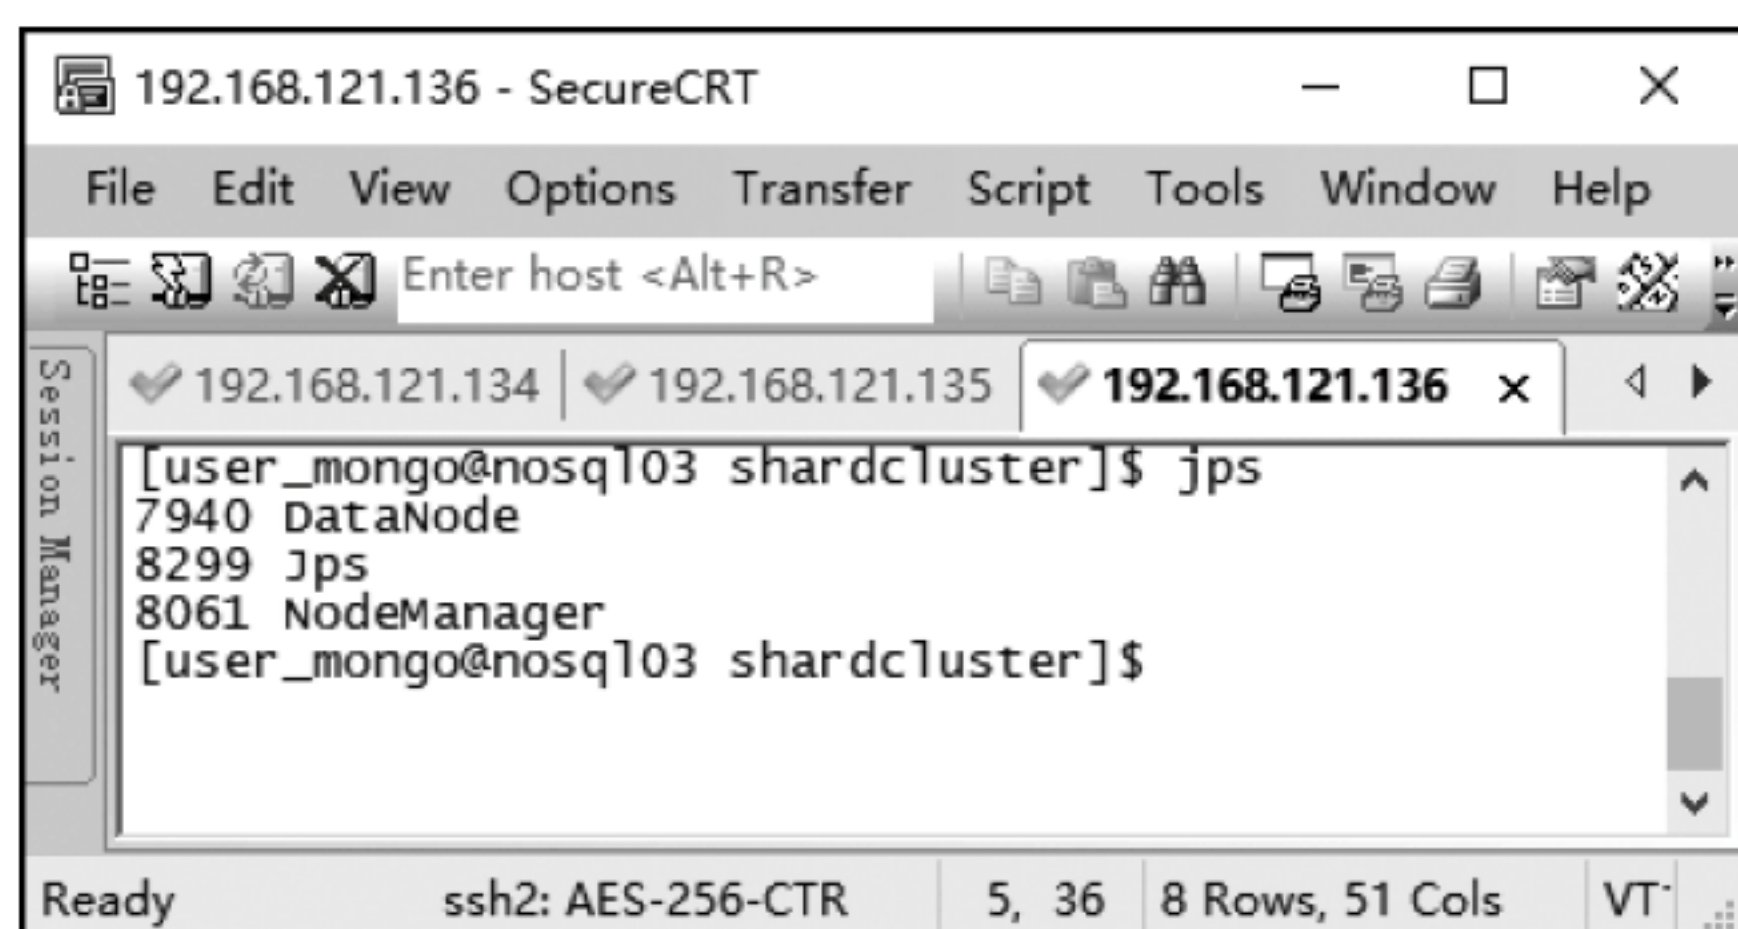 192.168.121.136 - SecureCRT
File Edit View Options Transfer Script Tools Window Help
Enter host <Alt+R>
Session Manager
192.168.121.134 192.168.121.135 192.168.121.136
[user_mongo@nosql03 shardcluster]$ jps
7940 DataNode
8299 Jps
8061 NodeManager
[user_mongo@nosql03 shardcluster]$
Ready ssh2: AES-256-CTR 5, 36 8 Rows, 51 Cols VT